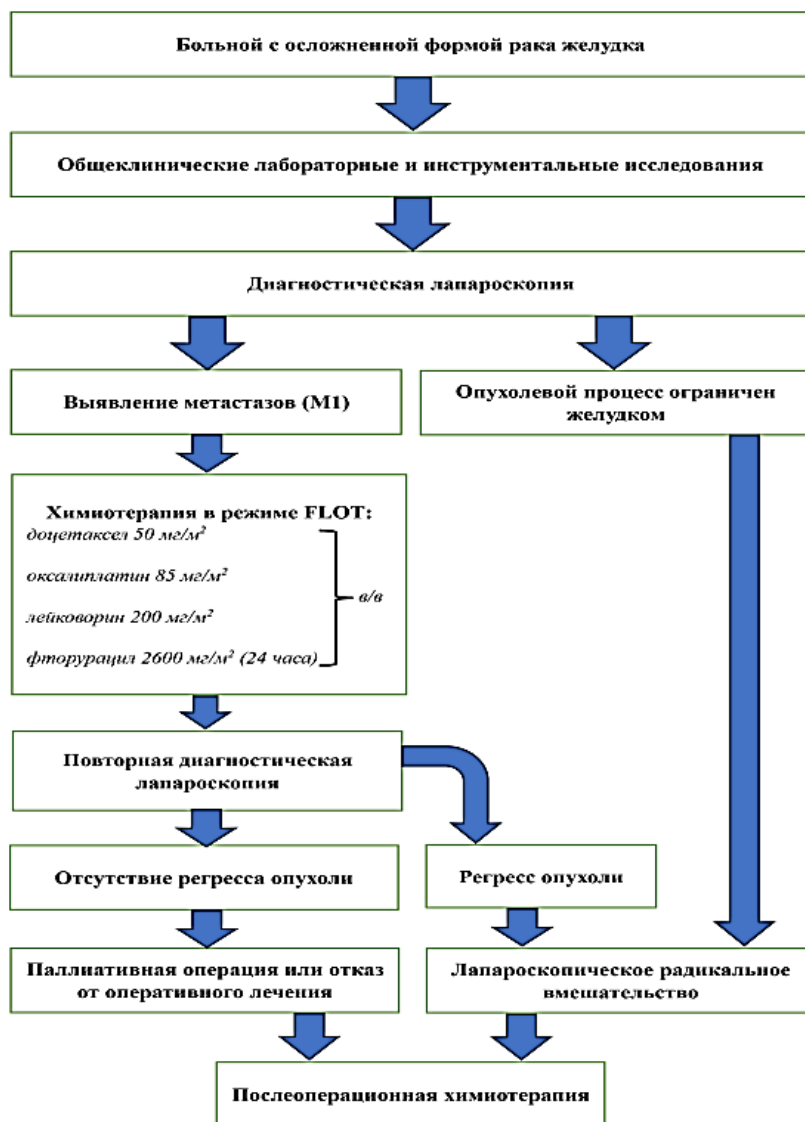 Больной с осложненной формой рака желудка
Общеклинические лабораторные и инструментальные исследования
Диагностическая лапароскопия
Выявление метастазов (М1)
Опухолевой процесс ограничен
желудком
Химиотерапия в режиме FLOT:
доцетаксел 50 мг/м²
оксалиплатин 85 мг/м²
лейковорин 200 мг/м²
фторурацил 2600 мг/м² (24 часа)
в/в
Повторная диагностическая
лапароскопия
Отсутствие регресса опухоли
Регресс опухоли
Паллиативная операция или отказ
от оперативного лечения
Лапароскопическое радикальное
вмешательство
Послеоперационная химиотерапия